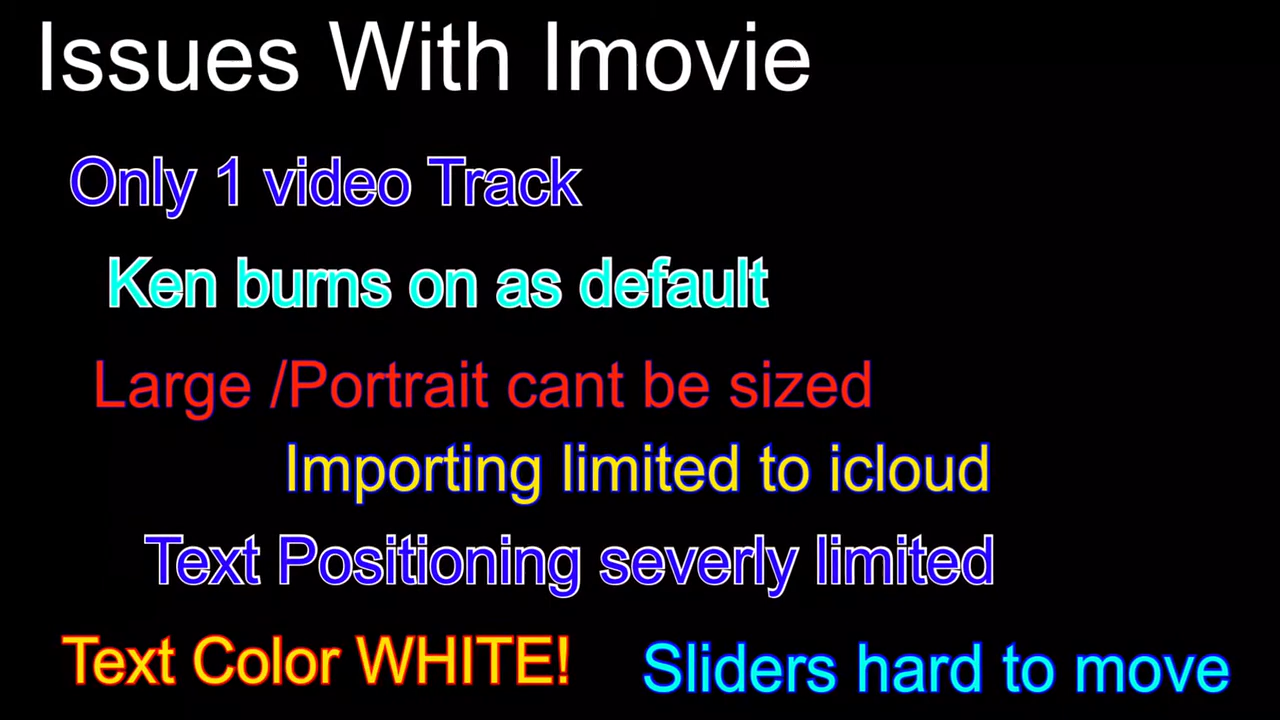 Issues With Imovie
Only 1 video Track
Ken burns on as default
Large /Portrait cant be sized
Importing limited to icloud
Text Positioning severly limited
Text Color WHITE!
Sliders hard to move